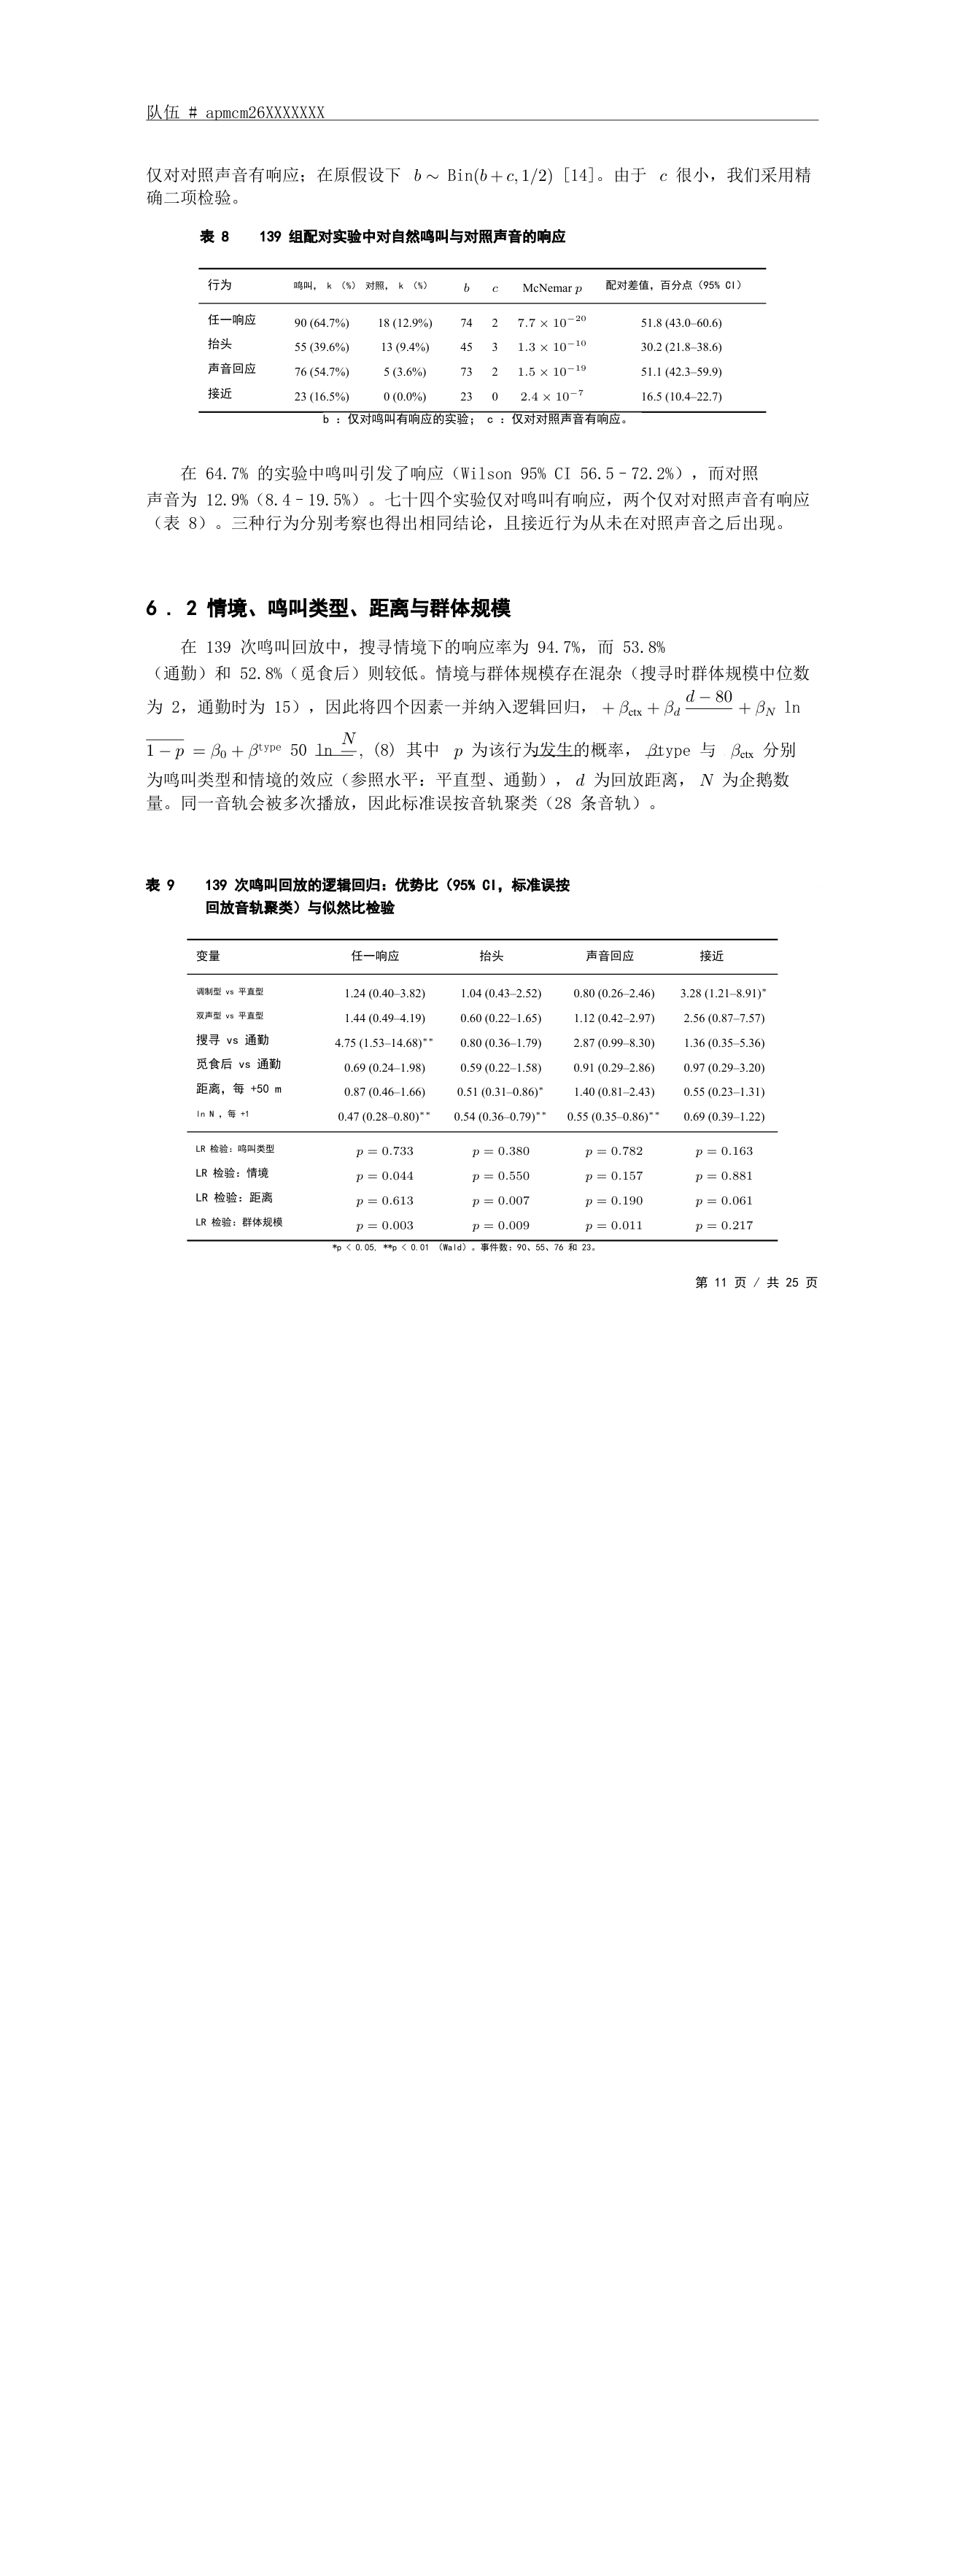 队伍 # apmcm26XXXXXXX
仅对对照声音有响应；在原假设下 b ~ Bin(b + c, 1/2) [14]。由于 c 很小，我们采用精
确二项检验。
表 8 139 组配对实验中对自然鸣叫与对照声音的响应
行为 鸣叫, k （%） 对照, k （%） b c McNemar p 配对差值，百分点（95% CI）
任一响应 90 (64.7%) 18 (12.9%) 74 2 7.7 × 10⁻²⁰ 51.8 (43.0–60.6)
抬头 55 (39.6%) 13 (9.4%) 45 3 1.3 × 10⁻¹⁰ 30.2 (21.8–38.6)
声音回应 76 (54.7%) 5 (3.6%) 73 2 1.5 × 10⁻¹⁹ 51.1 (42.3–59.9)
接近 23 (16.5%) 0 (0.0%) 23 0 2.4 × 10⁻⁷ 16.5 (10.4–22.7)
b ：仅对鸣叫有响应的实验； c ：仅对对照声音有响应。
在 64.7% 的实验中鸣叫引发了响应（Wilson 95% CI 56.5–72.2%），而对照
声音为 12.9%（8.4–19.5%）。七十四个实验仅对鸣叫有响应，两个仅对对照声音有响应
（表 8）。三种行为分别考察也得出相同结论，且接近行为从未在对照声音之后出现。
6 . 2 情境、鸣叫类型、距离与群体规模
在 139 次鸣叫回放中，搜寻情境下的响应率为 94.7%，而 53.8%
（通勤）和 52.8%（觅食后）则较低。情境与群体规模存在混杂（搜寻时群体规模中位数
为 2，通勤时为 15），因此将四个因素一并纳入逻辑回归， + βctx + βd d − 80 + βN ln
1 − p = β0 + βtype 50 ln N, (8) 其中 p 为该行为发生的概率， βtype 与 βctx 分别
为鸣叫类型和情境的效应（参照水平：平直型、通勤）， d 为回放距离， N 为企鹅数
量。同一音轨会被多次播放，因此标准误按音轨聚类（28 条音轨）。
表 9 139 次鸣叫回放的逻辑回归：优势比（95% CI，标准误按
回放音轨聚类）与似然比检验
变量 任一响应 抬头 声音回应 接近
调制型 vs 平直型 1.24 (0.40–3.82) 1.04 (0.43–2.52) 0.80 (0.26–2.46) 3.28 (1.21–8.91)*
双声型 vs 平直型 1.44 (0.49–4.19) 0.60 (0.22–1.65) 1.12 (0.42–2.97) 2.56 (0.87–7.57)
搜寻 vs 通勤 4.75 (1.53–14.68)** 0.80 (0.36–1.79) 2.87 (0.99–8.30) 1.36 (0.35–5.36)
觅食后 vs 通勤 0.69 (0.24–1.98) 0.59 (0.22–1.58) 0.91 (0.29–2.86) 0.97 (0.29–3.20)
距离，每 +50 m 0.87 (0.46–1.66) 0.51 (0.31–0.86)* 1.40 (0.81–2.43) 0.55 (0.23–1.31)
ln N ，每 +1 0.47 (0.28–0.80)** 0.54 (0.36–0.79)** 0.55 (0.35–0.86)** 0.69 (0.39–1.22)
LR 检验：鸣叫类型 p = 0.733 p = 0.380 p = 0.782 p = 0.163
LR 检验：情境 p = 0.044 p = 0.550 p = 0.157 p = 0.881
LR 检验：距离 p = 0.613 p = 0.007 p = 0.190 p = 0.061
LR 检验：群体规模 p = 0.003 p = 0.009 p = 0.011 p = 0.217
*p < 0.05, **p < 0.01 （Wald）。事件数：90、55、76 和 23。
第 11 页 / 共 25 页